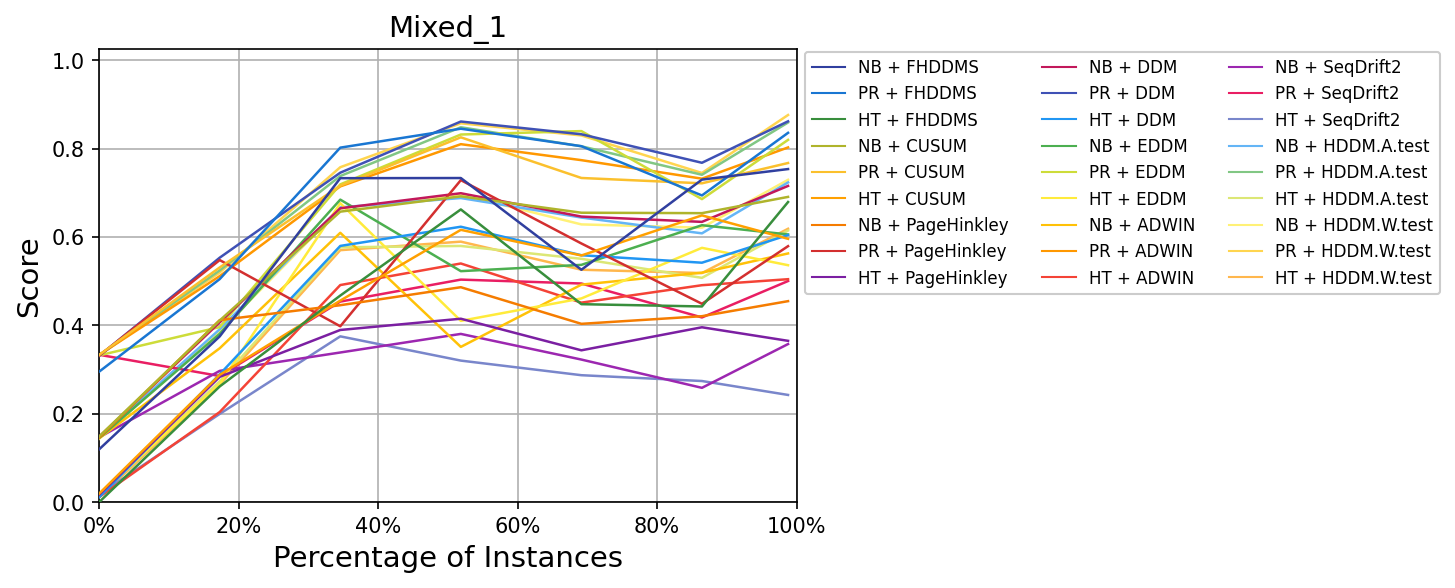 Mixed_1
Score
1.0
0.8
0.6
0.4
0.2
0.0
0%
20%
40%
60%
80%
100%
Percentage of Instances
NB + FHDDMS
PR + FHDDMS
HT + FHDDMS
NB + CUSUM
PR + CUSUM
HT + CUSUM
NB + PageHinkley
PR + PageHinkley
HT + PageHinkley
NB + DDM
PR + DDM
HT + DDM
NB + EDDM
PR + EDDM
HT + EDDM
NB + ADWIN
PR + ADWIN
HT + ADWIN
NB + SeqDrift2
PR + SeqDrift2
HT + SeqDrift2
NB + HDDM.A.test
PR + HDDM.A.test
HT + HDDM.A.test
NB + HDDM.W.test
PR + HDDM.W.test
HT + HDDM.W.test